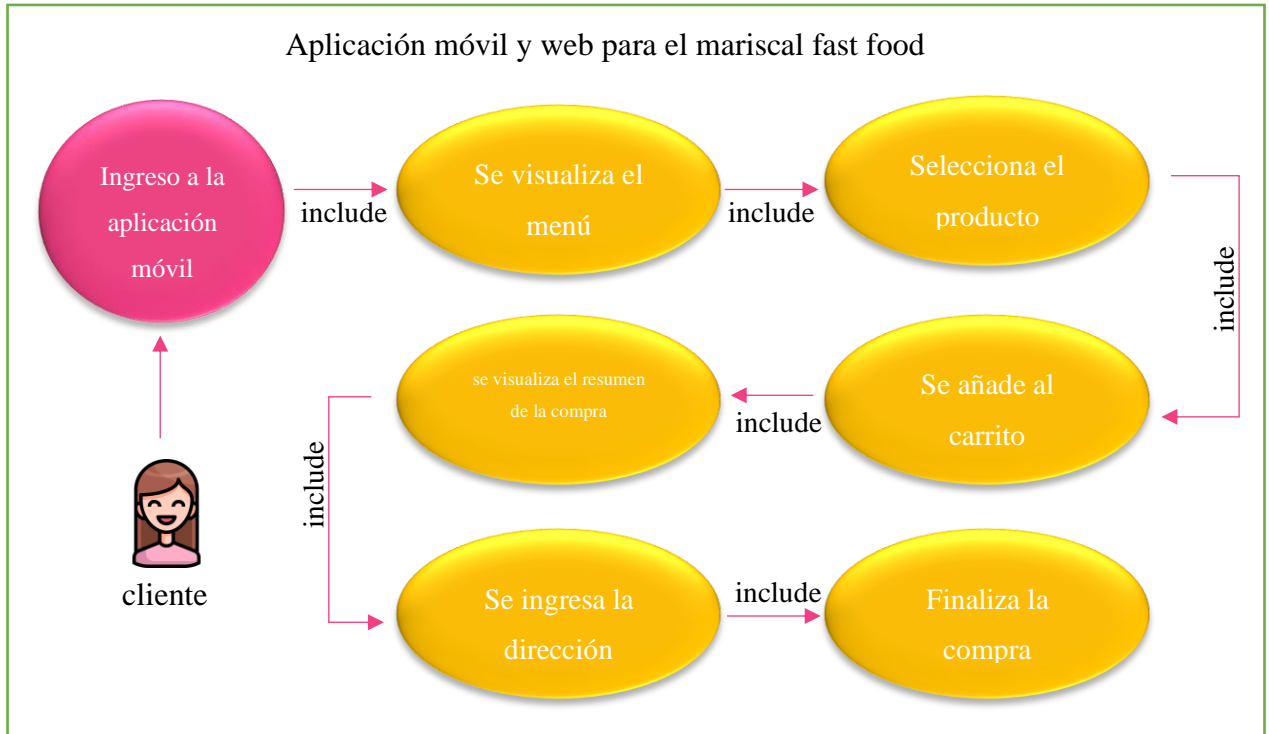 Aplicación móvil y web para el mariscal fast food
Ingreso a la
aplicación
móvil
include
Se visualiza el
menú
include
Selecciona el
producto
include
Se añade al
carrito
include
se visualiza el resumen
de la compra
include
Se ingresa la
dirección
include
Finaliza la
compra
cliente